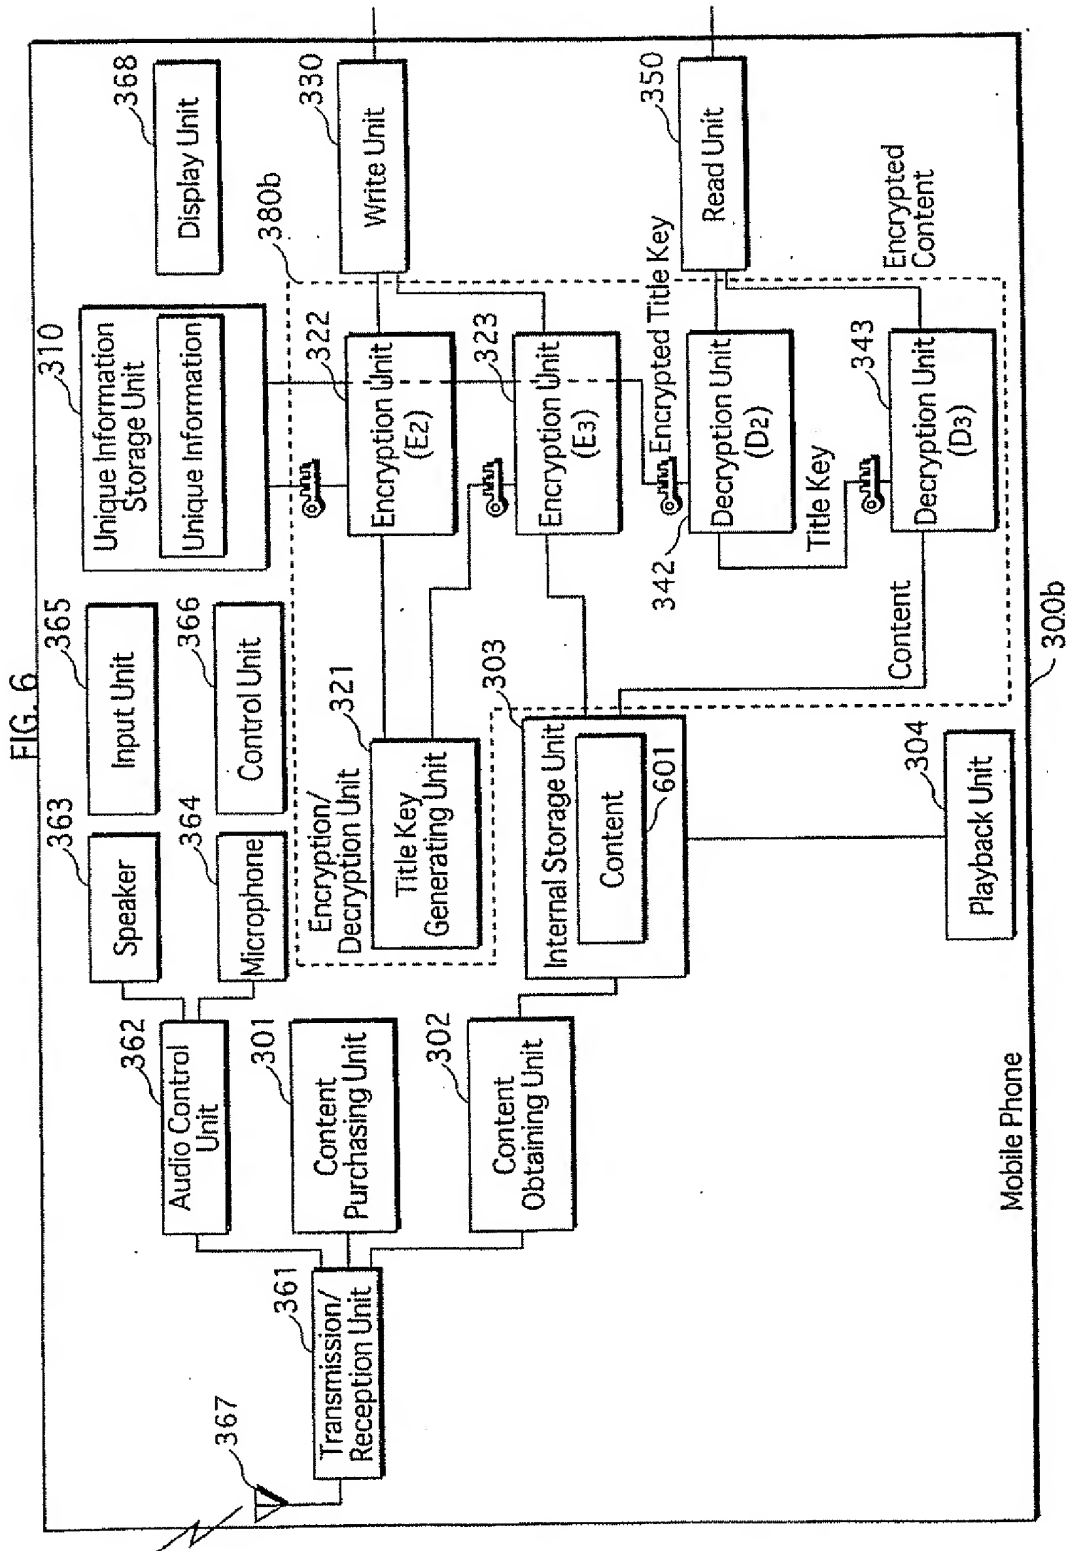 FIG. 6
367
361
Transmission/
Reception Unit
362
Audio Control
Unit
363
Speaker
364
Microphone
365
Input Unit
366
Control Unit
310
Unique Information
Storage Unit
Unique Information
368
Display Unit
301
Content
Purchasing Unit
302
Content
Obtaining Unit
Encryption/
Decryption Unit
380b
321
Title Key
Generating Unit
322
Encryption Unit
(E2)
323
Encryption Unit
(E3)
330
Write Unit
303
Internal Storage Unit
Content
601
Encrypted Title Key
342
Decryption Unit
(D2)
Title Key
343
Decryption Unit
(D3)
Content
350
Read Unit
Encrypted
Content
304
Playback Unit
Mobile Phone
300b